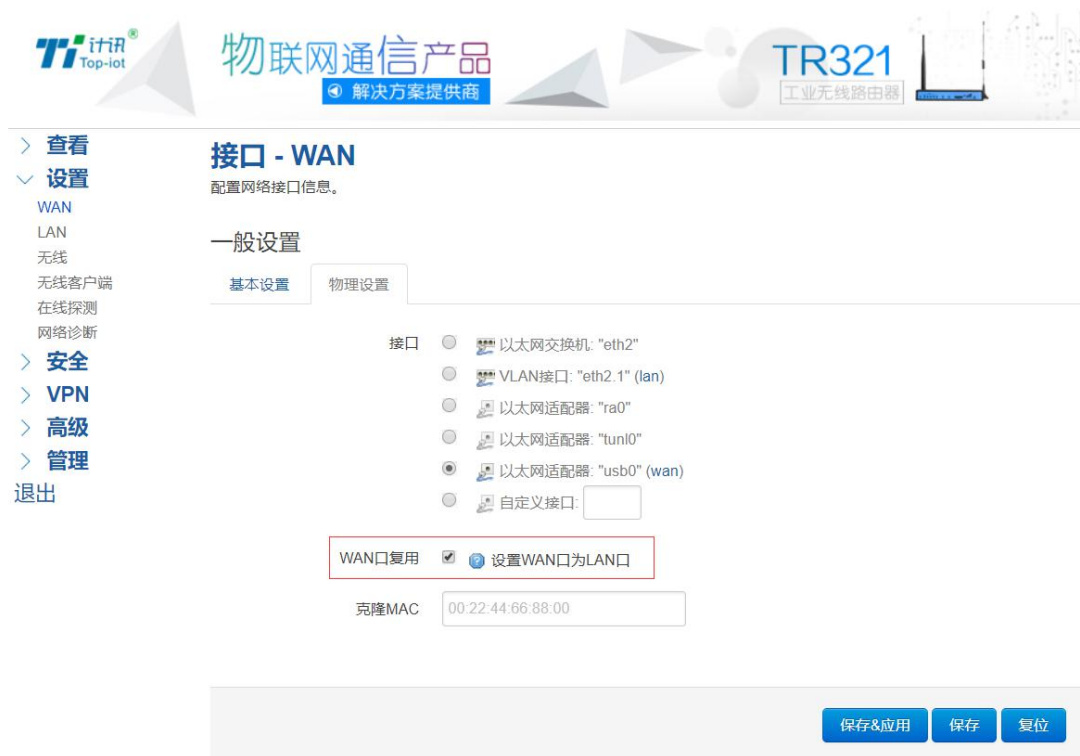 计讯®
Top-iot
物联网通信产品
解决方案提供商
TR321
工业无线路由器
查看
设置
WAN
LAN
无线
无线客户端
在线探测
网络诊断
安全
VPN
高级
管理
退出
接口 - WAN
配置网络接口信息。
一般设置
基本设置 物理设置
接口 以太网交换机: "eth2"
VLAN接口: "eth2.1" (lan)
以太网适配器: "ra0"
以太网适配器: "tunl0"
以太网适配器: "usb0" (wan)
自定义接口:
WAN口复用 设置WAN口为LAN口
克隆MAC 00:22:44:66:88:00
保存&应用 保存 复位